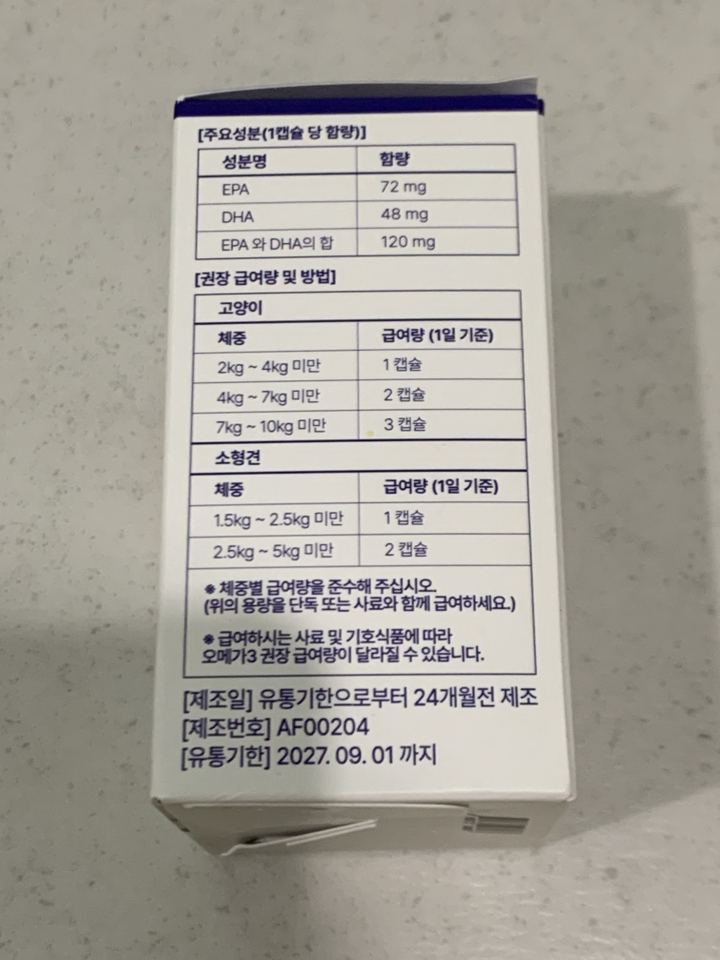 [주요성분(1캡슐 당 함량)]
성분명 함량
EPA 72 mg
DHA 48 mg
EPA 와 DHA의 합 120 mg
[권장 급여량 및 방법]
고양이
체중 급여량 (1일 기준)
2kg ~ 4kg 미만 1 캡슐
4kg ~ 7kg 미만 2 캡슐
7kg ~ 10kg 미만 3 캡슐
소형견
체중 급여량 (1일 기준)
1.5kg ~ 2.5kg 미만 1 캡슐
2.5kg ~ 5kg 미만 2 캡슐
※ 체중별 급여량을 준수해 주십시오.
(위의 용량을 단독 또는 사료와 함께 급여하세요.)
※ 급여하시는 사료 및 기호식품에 따라
오메가3 권장 급여량이 달라질 수 있습니다.
[제조일] 유통기한으로부터 24개월전 제조
[제조번호] AF00204
[유통기한] 2027. 09. 01 까지